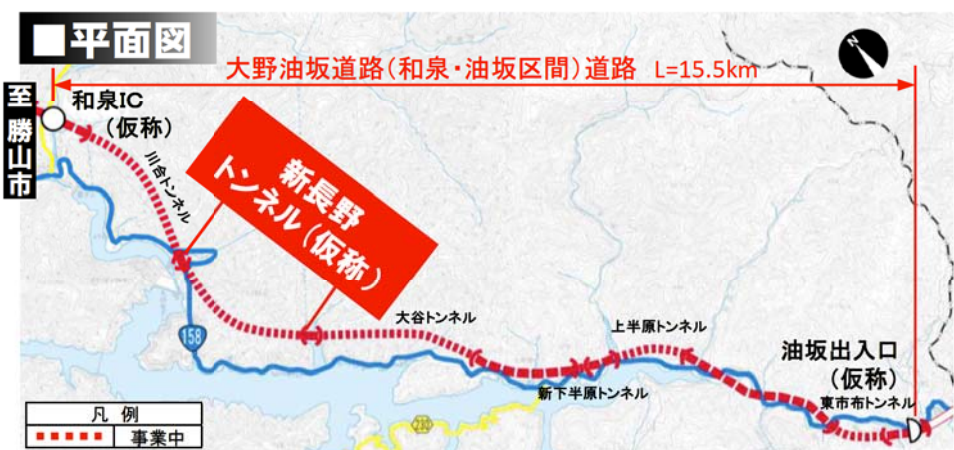 ■平面図
大野油坂道路（和泉・油坂区間）道路 L=15.5km
N
至勝山市
和泉IC
（仮称）
川合トンネル
新長野
トンネル（仮称）
158
大谷トンネル
上半原トンネル
新下半原トンネル
油坂出入口
（仮称）
東市布トンネル
230
凡 例
事業中